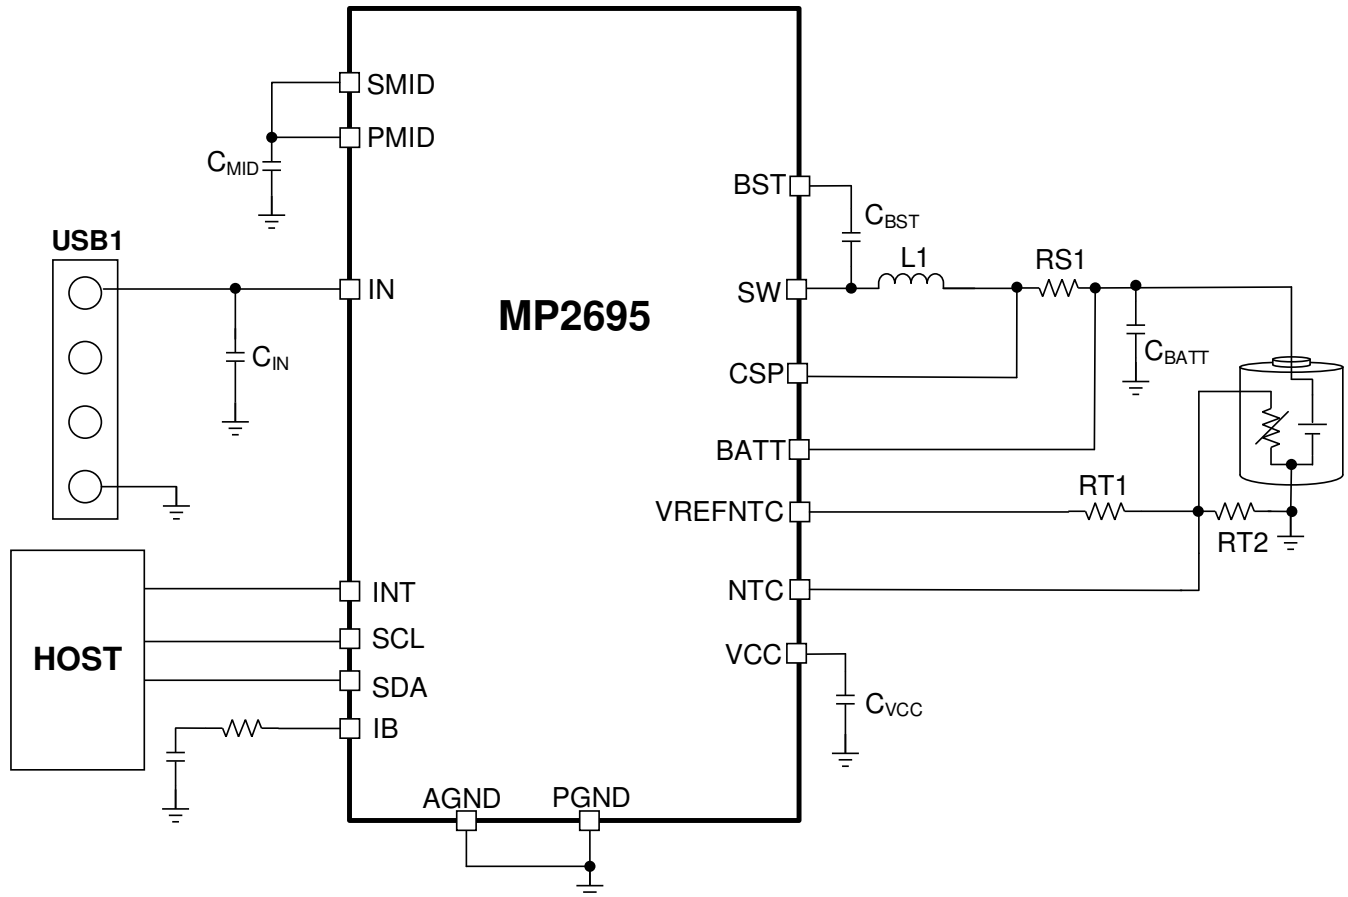 SMID
PMID
CMID
BST
CBST
USB1
L1
RS1
IN
SW
MP2695
CIN
CBATT
CSP
BATT
RT1
VREFNTC
RT2
INT
NTC
SCL
HOST
VCC
SDA
CVCC
IB
AGND
PGND